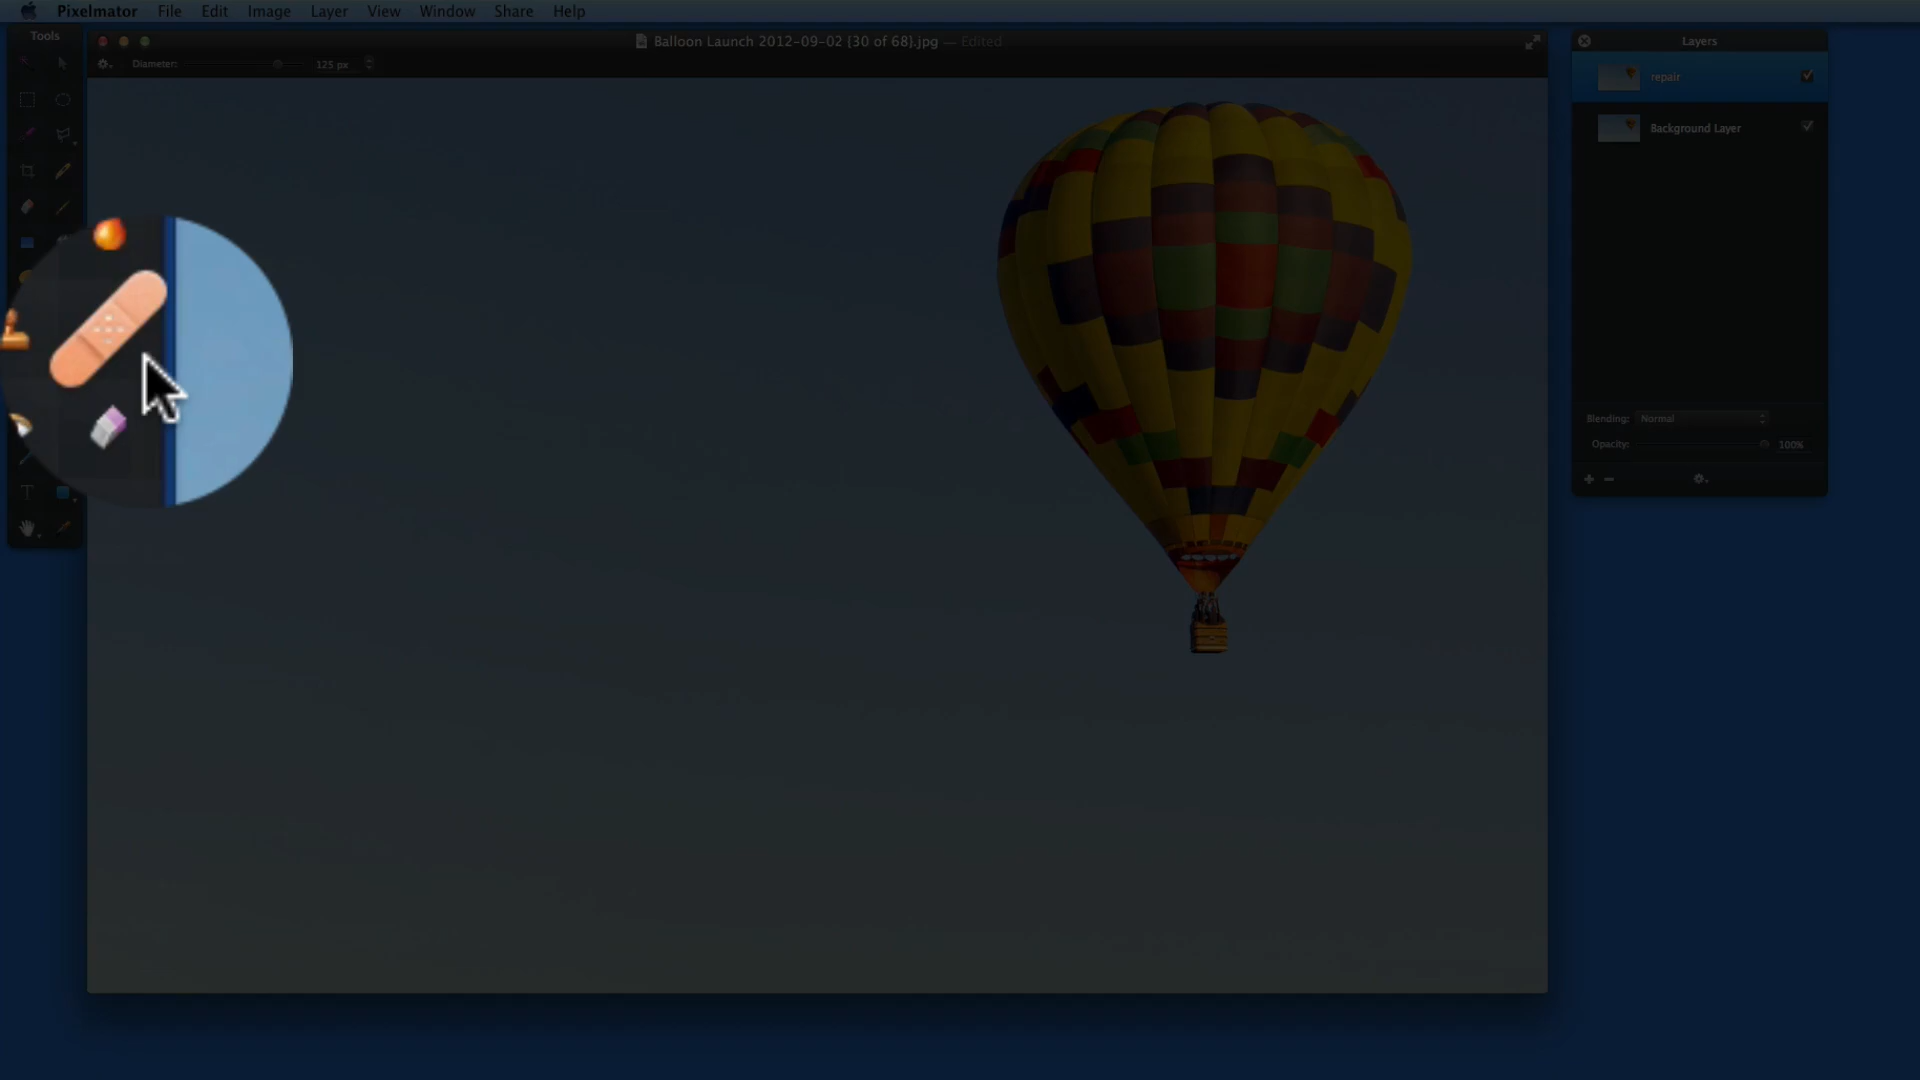 Pixelmator File Edit Image Layer View Window Share Help
Tools
Balloon Launch 2012-09-02 [30 of 68].jpg — Edited
Diameter: 125 px
Layers
repair
Background Layer
Blending: Normal
Opacity: 100%